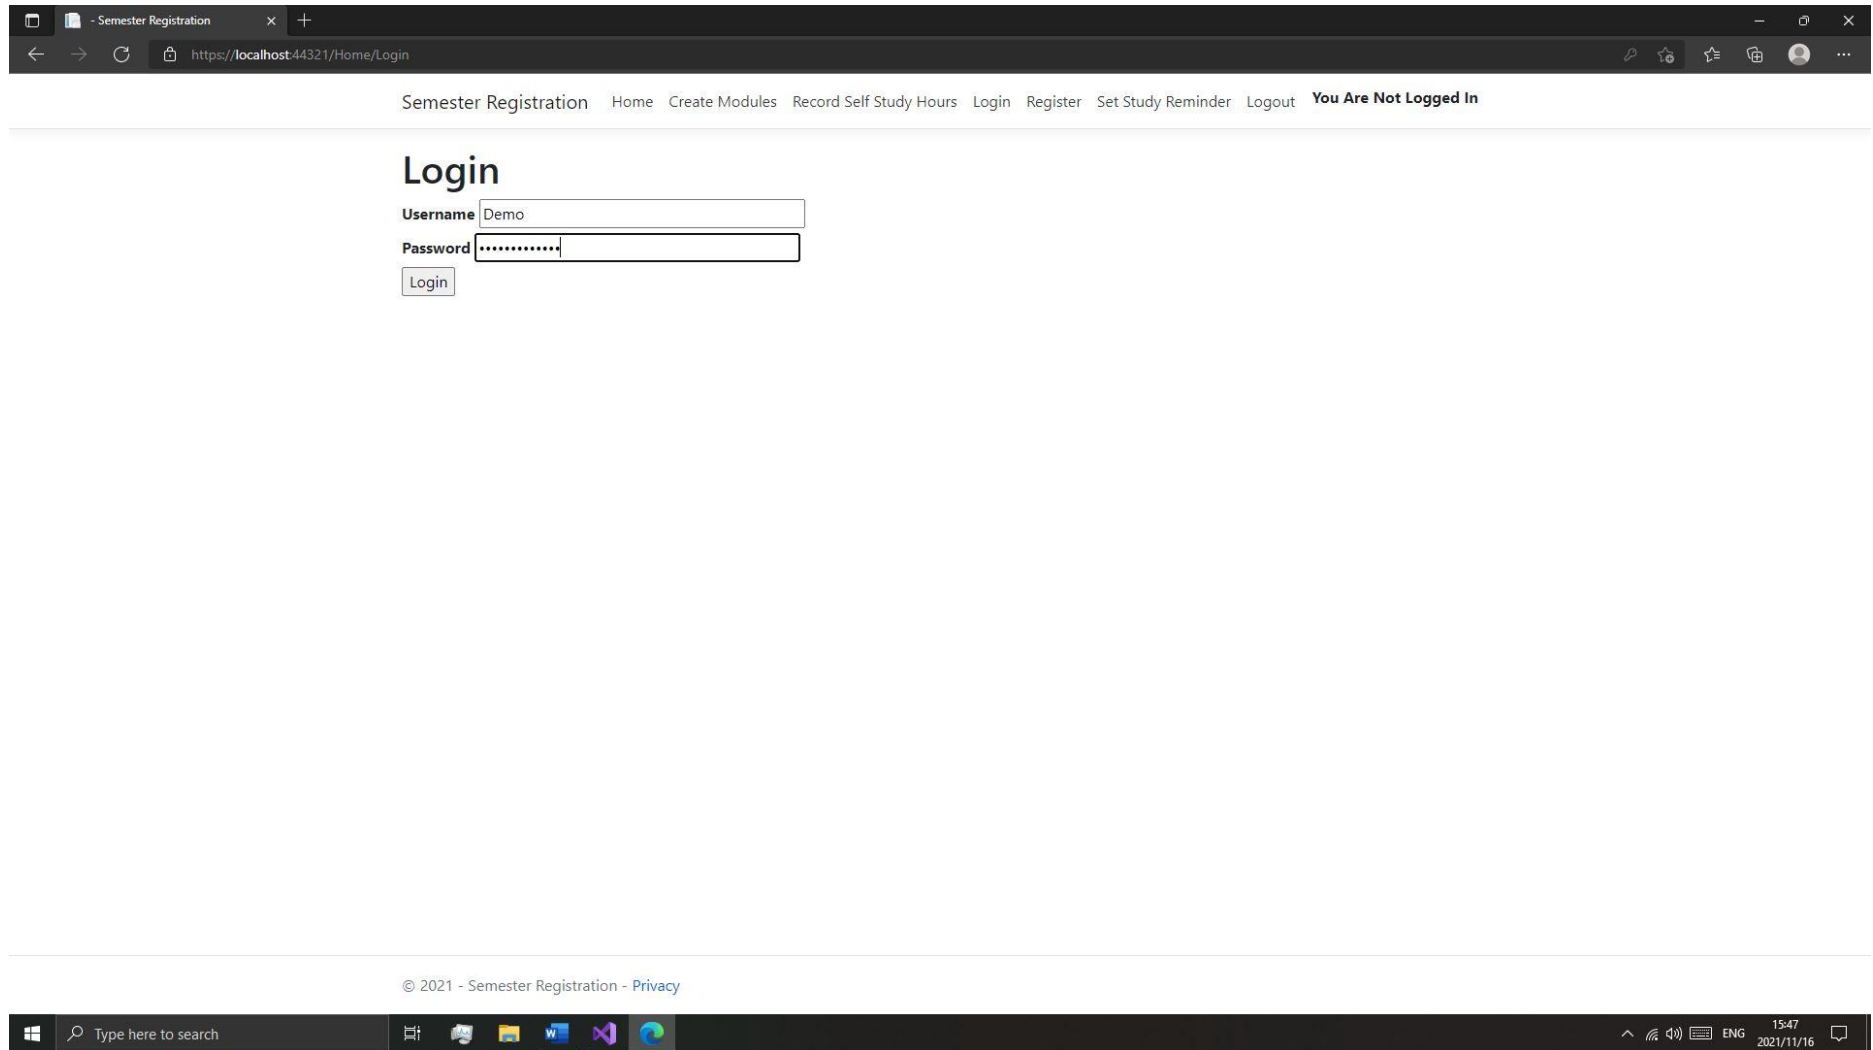 - Semester Registration
https://localhost:44321/Home/Login
Semester Registration Home Create Modules Record Self Study Hours Login Register Set Study Reminder Logout You Are Not Logged In
Login
Username Demo
Password •••••••••••••
Login
© 2021 - Semester Registration - Privacy
Type here to search
ENG
15:47
2021/11/16